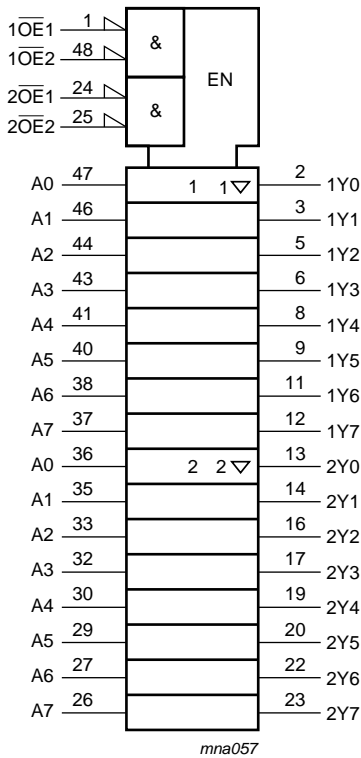 1OE1 1 &
1OE2 48
EN
2OE1 24 &
2OE2 25
A0 47 1 1▽ 2 1Y0
A1 46 3 1Y1
A2 44 5 1Y2
A3 43 6 1Y3
A4 41 8 1Y4
A5 40 9 1Y5
A6 38 11 1Y6
A7 37 12 1Y7
A0 36 2 2▽ 13 2Y0
A1 35 14 2Y1
A2 33 16 2Y2
A3 32 17 2Y3
A4 30 19 2Y4
A5 29 20 2Y5
A6 27 22 2Y6
A7 26 23 2Y7
mna057